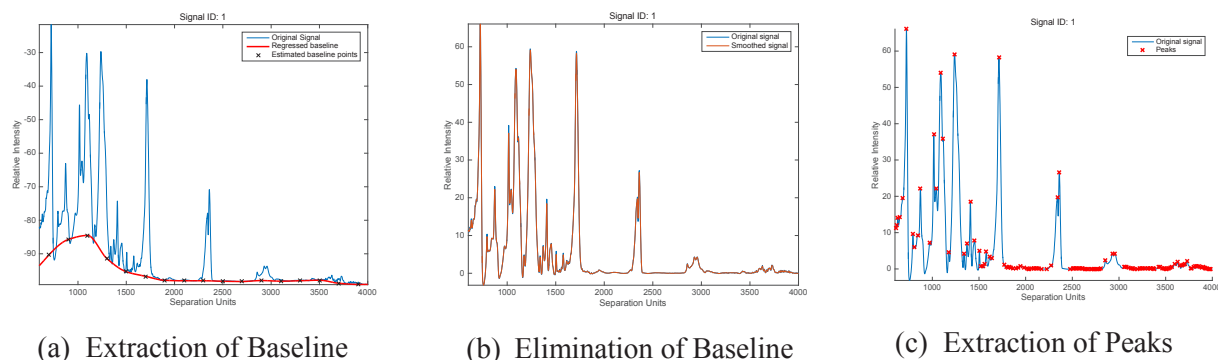 Signal ID: 1
Original Signal
Regressed baseline
Estimated baseline points
-30
-40
-50
-60
-70
-80
-90
Relative Intensity
1000 1500 2000 2500 3000 3500 4000
Separation Units
(a) Extraction of Baseline
Signal ID: 1
Original signal
Smoothed signal
60
50
40
30
20
10
0
Relative Intensity
1000 1500 2000 2500 3000 3500 4000
Separation Units
(b) Elimination of Baseline
Signal ID: 1
Original signal
Peaks
60
50
40
30
20
10
0
Relative Intensity
1000 1500 2000 2500 3000 3500 4000
Separation Units
(c) Extraction of Peaks